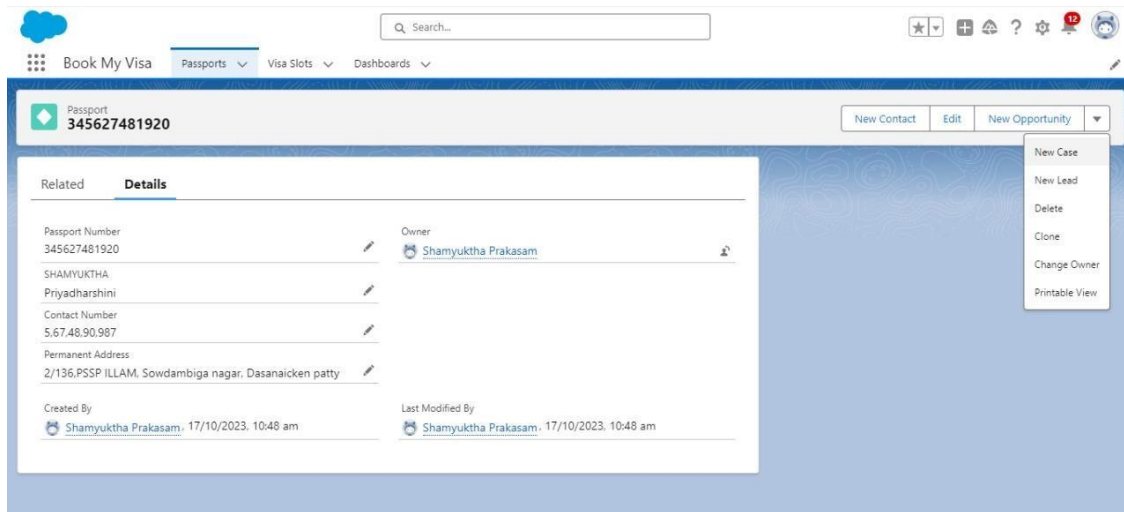 Search...
12
Book My Visa Passports Visa Slots Dashboards
Passport
345627481920
New Contact Edit New Opportunity
New Case
New Lead
Delete
Clone
Change Owner
Printable View
Related Details
Passport Number
345627481920
Owner
Shamyuktha Prakasam
SHAMYUKTHA
Priyadharshini
Contact Number
5,67,48,90,987
Permanent Address
2/136,PSSP ILLAM, Sowdambiga nagar, Dasanaicken patty
Created By
Shamyuktha Prakasam, 17/10/2023, 10:48 am
Last Modified By
Shamyuktha Prakasam, 17/10/2023, 10:48 am